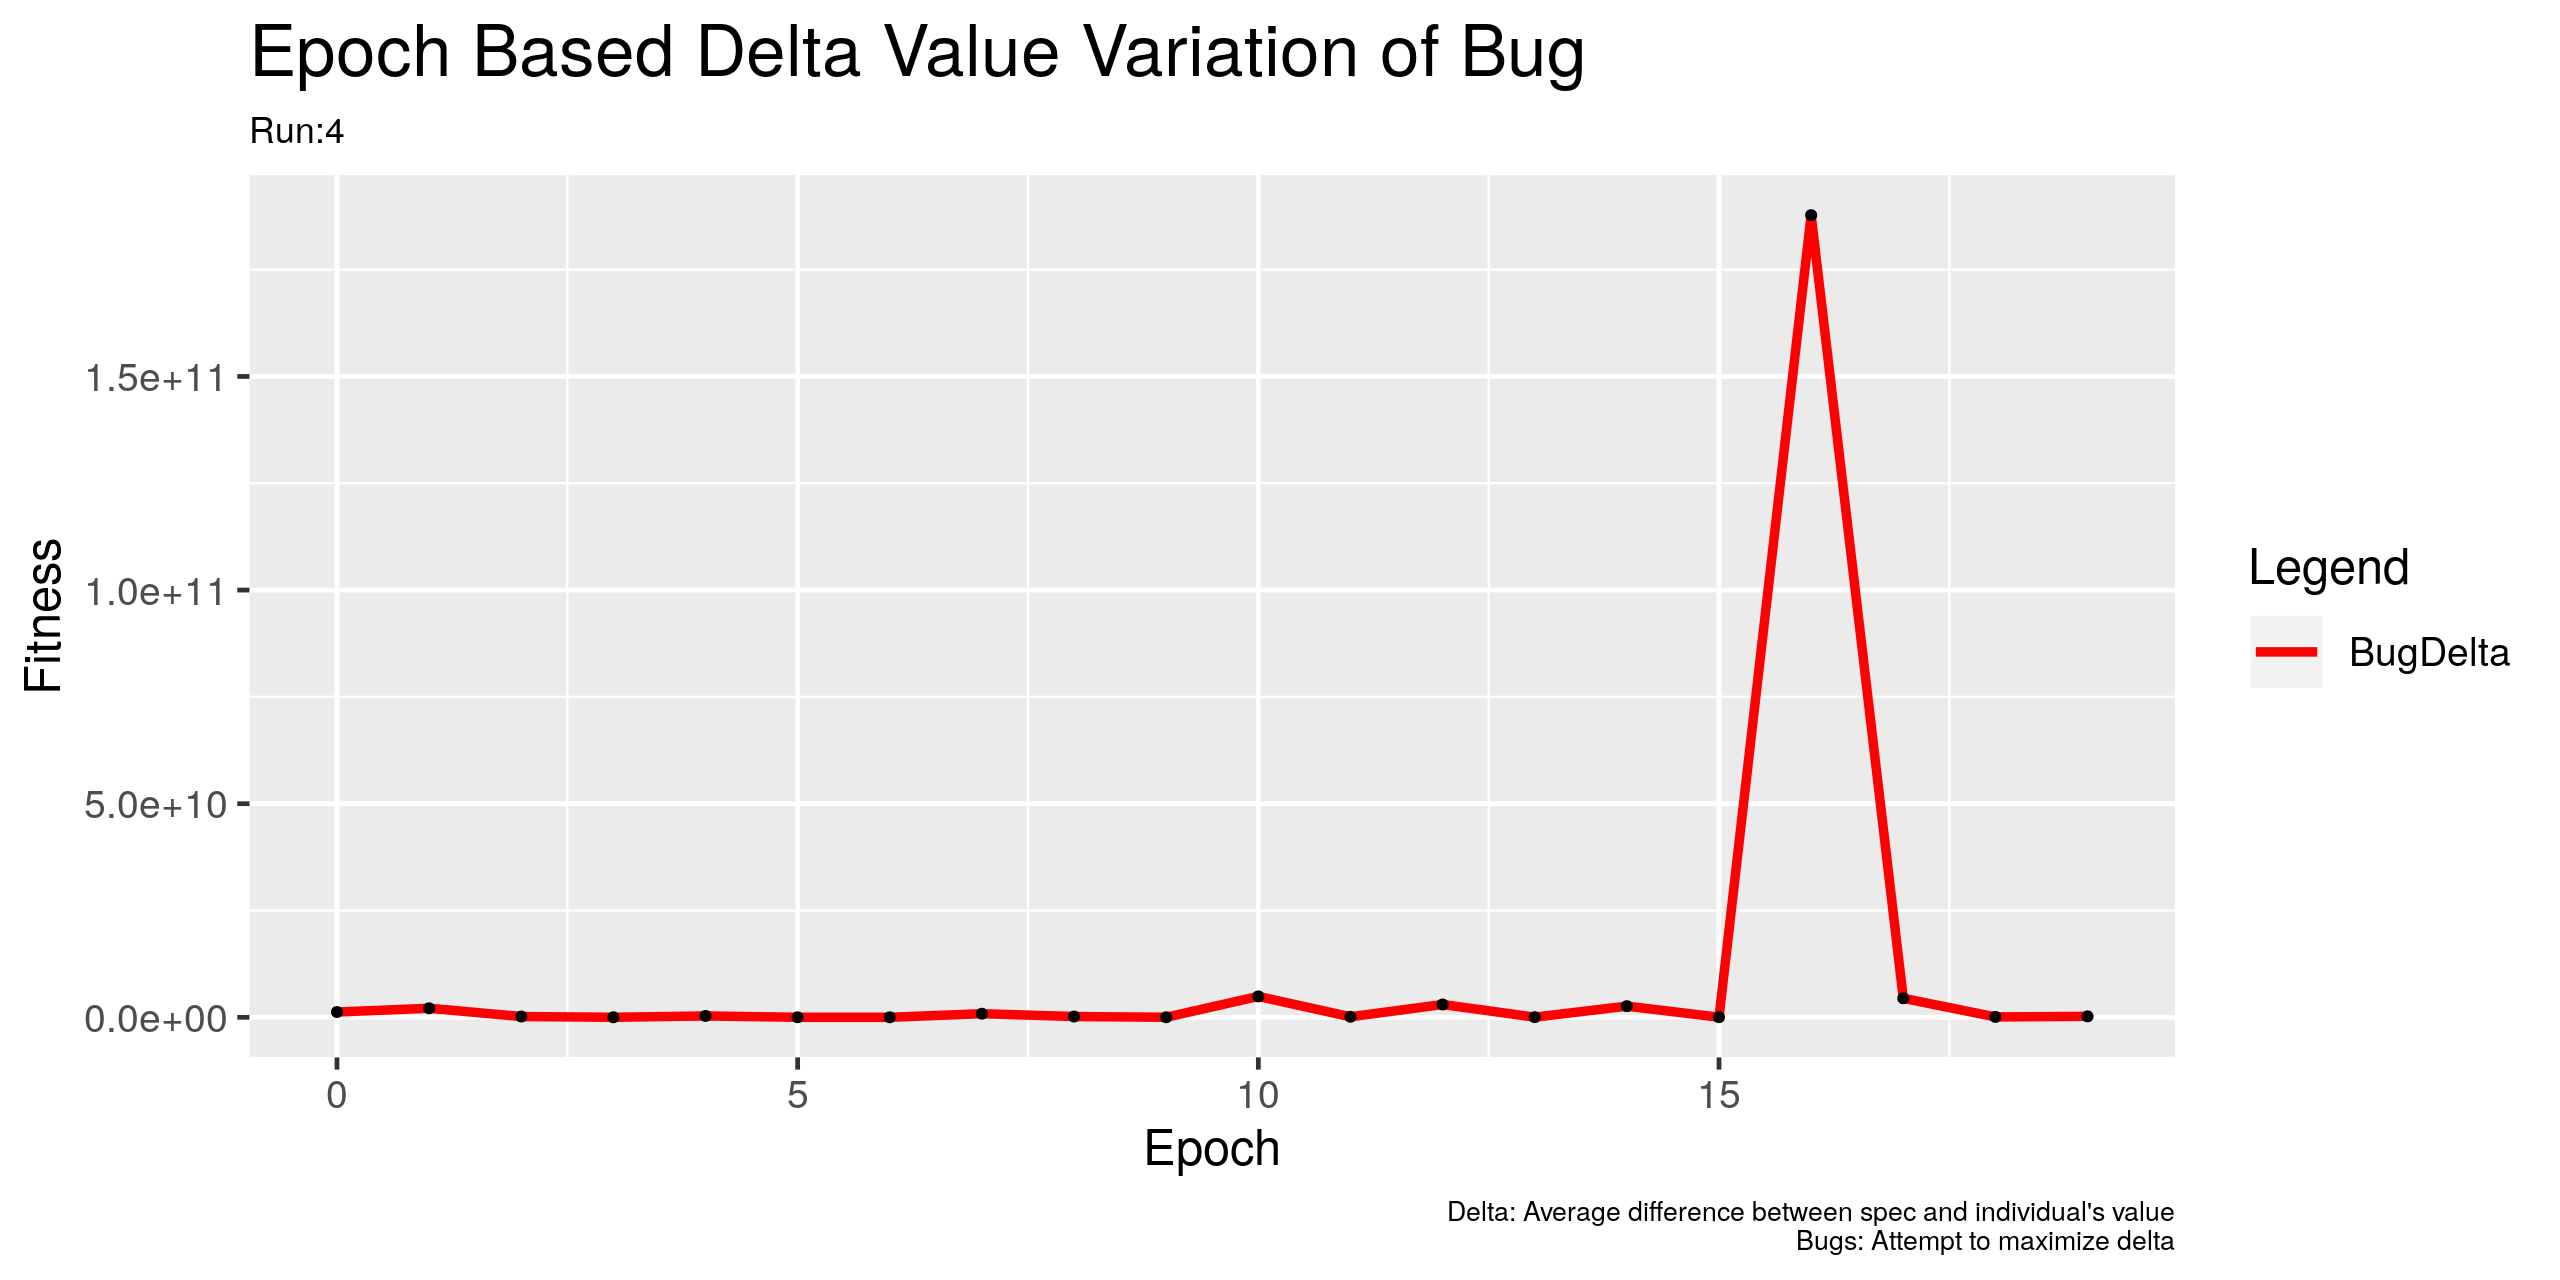 Epoch Based Delta Value Variation of Bug
Run:4
Fitness
1.5e+11
1.0e+11
5.0e+10
0.0e+00
0 5 10 15
Epoch
Legend
BugDelta
Delta: Average difference between spec and individual's value
Bugs: Attempt to maximize delta